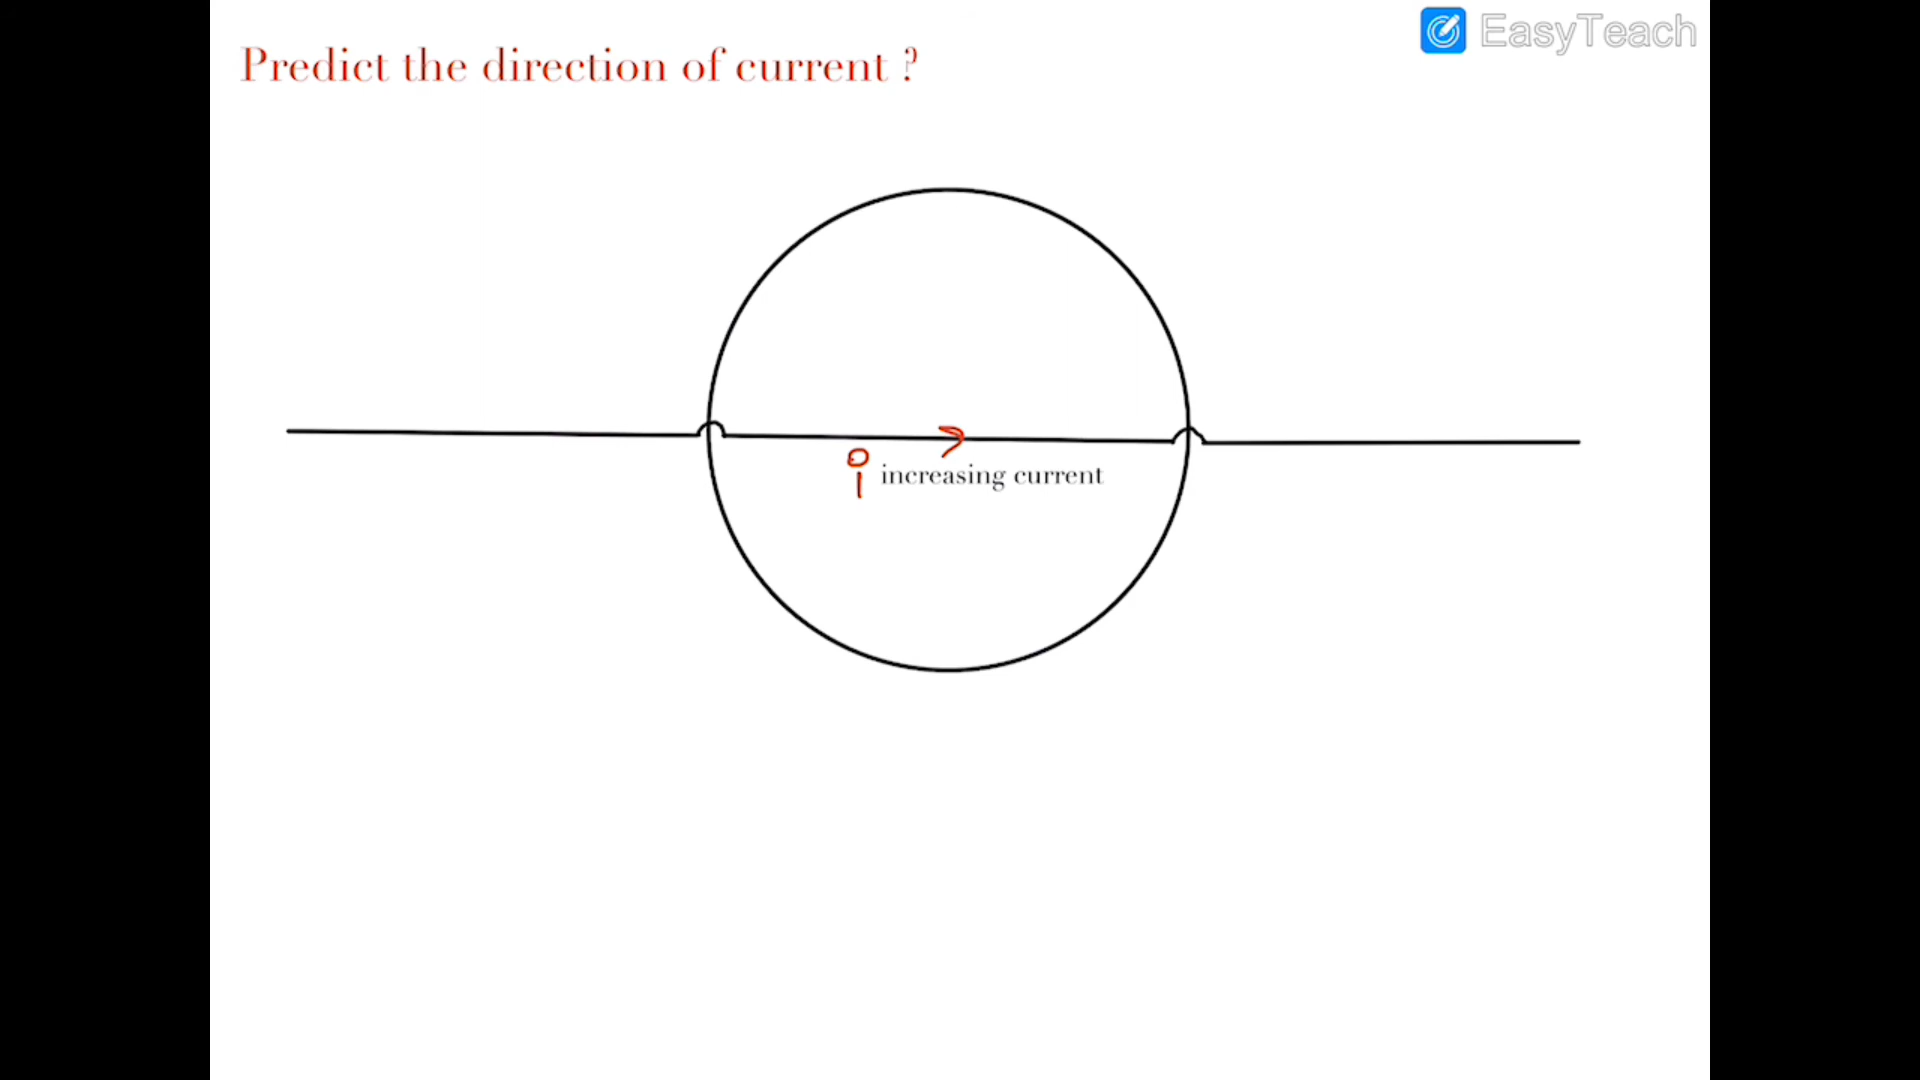 EasyTeach
Predict the direction of current ?
i increasing current